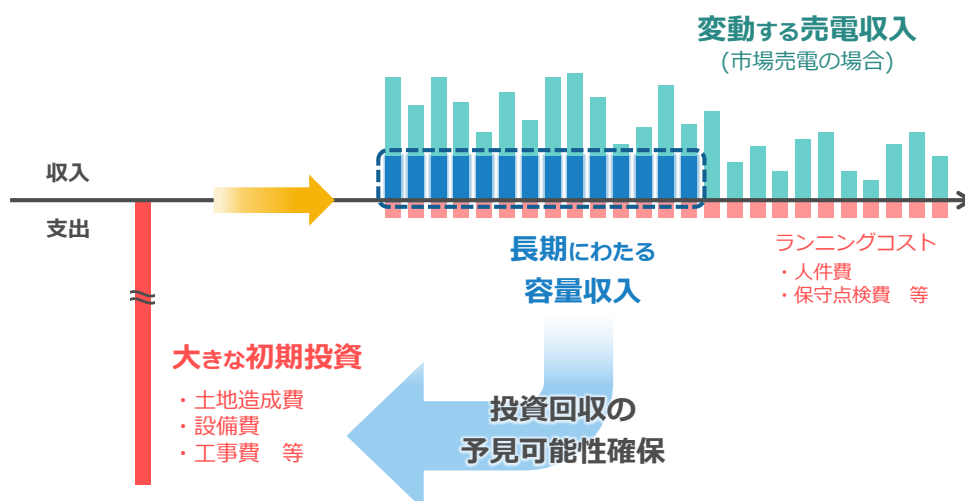 変動する売電収入
(市場売電の場合)
収入
支出
長期にわたる
容量収入
ランニングコスト
・人件費
・保守点検費　等
大きな初期投資
・土地造成費
・設備費
・工事費　等
投資回収の
予見可能性確保